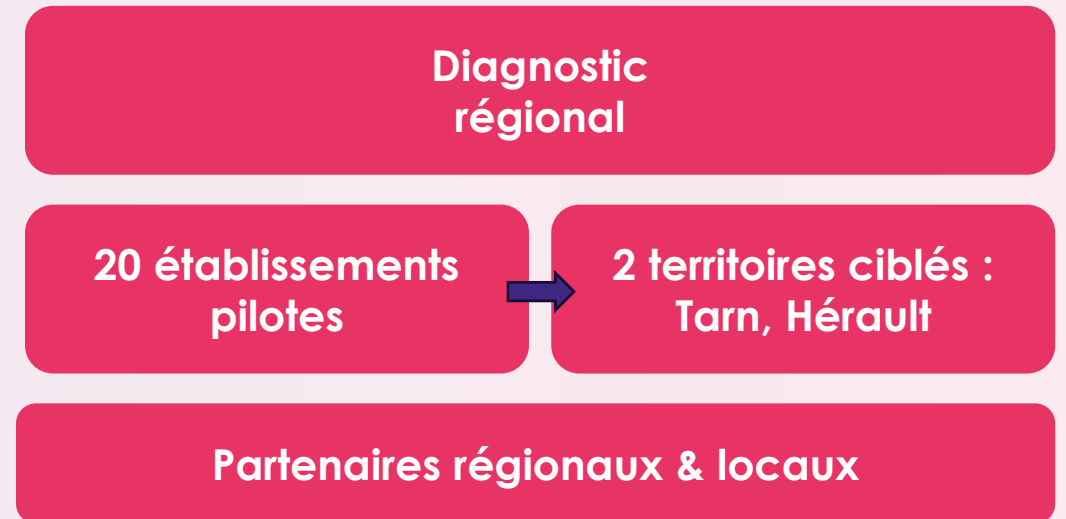 Diagnostic
régional
20 établissements
pilotes
2 territoires ciblés :
Tarn, Hérault
Partenaires régionaux & locaux